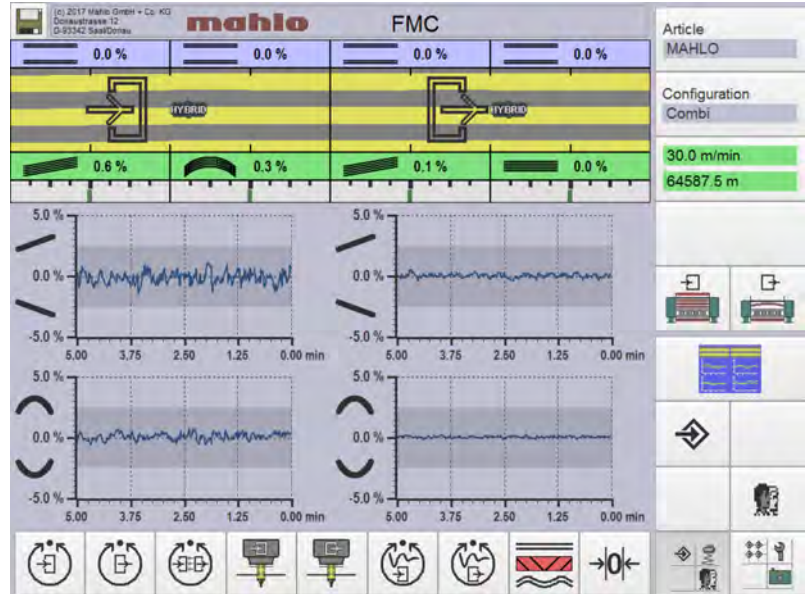 (c) 2017 Mahlo GmbH + Co. KG
Donaustrasse 12
D-93342 Saal/Donau
mahlo
FMC
Article
MAHLO
Configuration
Combi
30.0 m/min
64587.5 m
0.0 % 0.0 % 0.0 % 0.0 %
HYBRID HYBRID
0.6 % 0.3 % 0.1 % 0.0 %
5.0 % 5.0 %
0.0 % 0.0 %
-5.0 % -5.0 %
5.00 3.75 2.50 1.25 0.00 min 5.00 3.75 2.50 1.25 0.00 min
5.0 % 5.0 %
0.0 % 0.0 %
-5.0 % -5.0 %
5.00 3.75 2.50 1.25 0.00 min 5.00 3.75 2.50 1.25 0.00 min
0